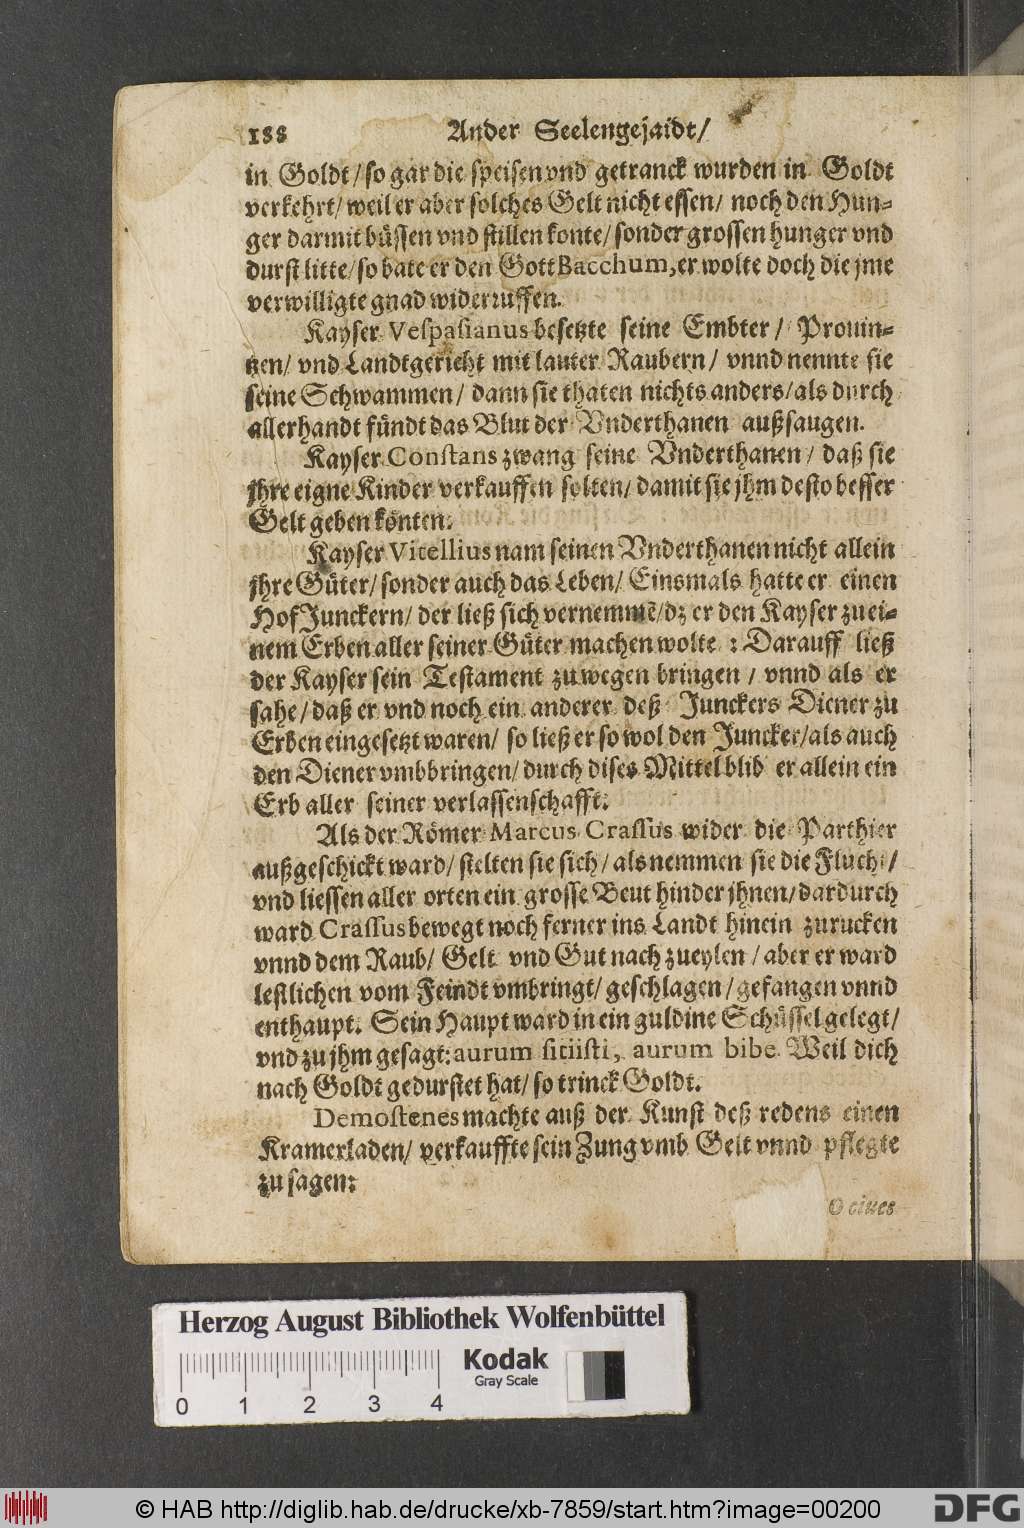 188 Ander Seelengejaidt/
in Goldt/ so gar die speisen vnd getranck wurden in Goldt
verkehrt/ weil er aber solches Gelt nicht essen/ noch den Hun-
ger darmit büssen vnd stillen konte/ sonder grossen hunger vnd
durst litte/ so bate er den Gott Bacchum, er wolte doch die jme
verwilligte gnad widerruffen.
Kayser Vespasianus besetzte seine Embter/ Prouin-
tzen/ vnd Landtgericht mit lauter Raubern/ vnnd nennte sie
seine Schwammen/ dann sie thaten nichts anders/ als durch
allerhandt fündt das Blut der Vnderthanen außsaugen.
Kayser Constans zwang seine Vnderthanen/ daß sie
jhre eigne Kinder verkauffen solten/ damit sie jhm desto besser
Gelt geben könten.
Kayser Vitellius nam seinen Vnderthanen nicht allein
jhre Güter/ sonder auch das Leben/ Einsmals hatte er einen
Hof Junckern/ der ließ sich vernemmē/ dz er den Kayser zu ei-
nem Erben aller seiner Güter machen wolte : Darauff ließ
der Kayser sein Testament zuwegen bringen/ vnnd als er
sahe/ daß er vnd noch ein anderer deß Junckers Diener zu
Erben eingesetzt waren/ so ließ er so wol den Juncker/ als auch
den Diener vmbbringen/ durch dises Mittel blib er allein ein
Erb aller seiner verlassenschafft.
Als der Römer Marcus Crassus wider die Parthier
außgeschickt ward/ stelten sie sich/ als nemmen sie die Flucht/
vnd liessen aller orten ein grosse Beut hinder jhnen/ dardurch
ward Crassus bewegt noch ferner ins Landt hinein zurucken
vnnd dem Raub/ Gelt vnd Gut nach zueylen/ aber er ward
lestlichen vom Feindt vmbringt/ geschlagen/ gefangen vnnd
enthaupt. Sein Haupt ward in ein guldine Schüssel gelegt/
vnd zu jhm gesagt: aurum sitiisti, aurum bibe. Weil dich
nach Goldt gedurstet hat/ so trinck Goldt.
Demostenes machte auß der Kunst deß redens einen
Kramerladen/ verkauffte sein Zung vmb Gelt vnnd pflegte
zu sagen:
O ciues
Herzog August Bibliothek Wolfenbüttel
Kodak
Gray Scale
0 1 2 3 4
© HAB http://diglib.hab.de/drucke/xb-7859/start.htm?image=00200
DFG